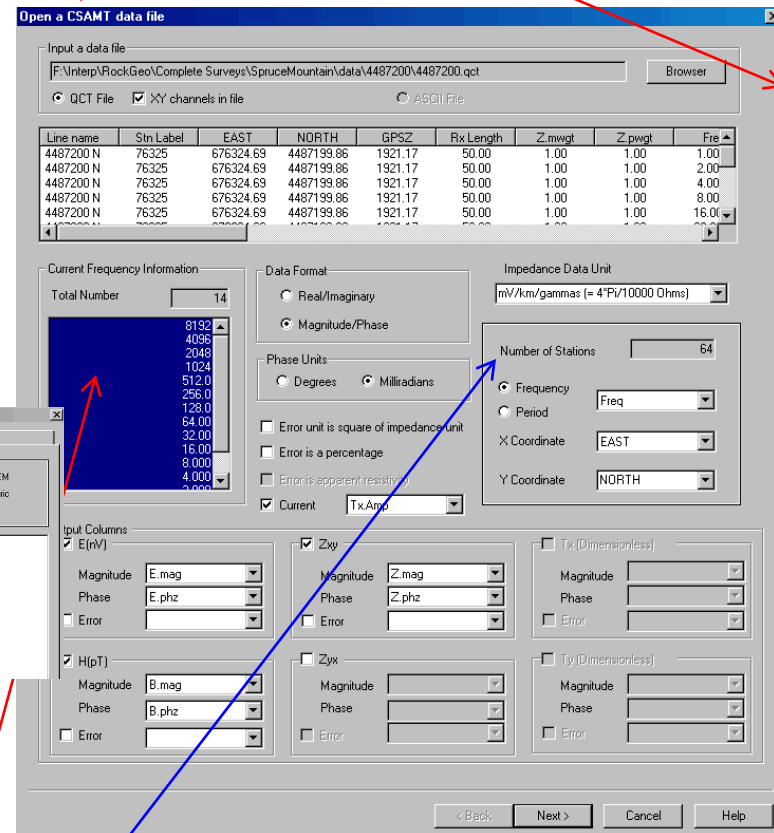 Open a CSAMT data file
Input a data file
F:\Interp\RockGeo\Complete Surveys\SpruceMountain\data\4487200\4487200.qct
Browser
QCT File XY channels in file ASCII File
Line name Stn Label EAST NORTH GPSZ Rx Length Z.mwgt Z.pwgt Fre
4487200 N 76325 676324.69 4487199.86 1921.17 50.00 1.00 1.00 1.00
4487200 N 76325 676324.69 4487199.86 1921.17 50.00 1.00 1.00 2.00
4487200 N 76325 676324.69 4487199.86 1921.17 50.00 1.00 1.00 4.00
4487200 N 76325 676324.69 4487199.86 1921.17 50.00 1.00 1.00 8.00
4487200 N 76325 676324.69 4487199.86 1921.17 50.00 1.00 1.00 16.00
Current Frequency Information
Total Number 14
8192
4096
2048
1024
512.0
256.0
128.0
64.00
32.00
16.00
8.000
4.000
Data Format
Real/Imaginary
Magnitude/Phase
Phase Units
Degrees Milliradians
Error unit is square of impedance unit
Error is a percentage
Error is apparent resistivity
Current Tx.Amp
Impedance Data Unit
mV/km/gammas (= 4*Pi/10000 Ohms)
Number of Stations 64
Frequency
Period
Freq
X Coordinate EAST
Y Coordinate NORTH
EM
ric
tput Columns
E(nV)
Magnitude E.mag
Phase E.phz
Error
Zxy
Magnitude Z.mag
Phase Z.phz
Error
Tx (Dimensionless)
Magnitude
Phase
Error
H(pT)
Magnitude B.mag
Phase B.phz
Error
Zyx
Magnitude
Phase
Error
Ty (Dimensionless)
Magnitude
Phase
Error
< Back Next > Cancel Help